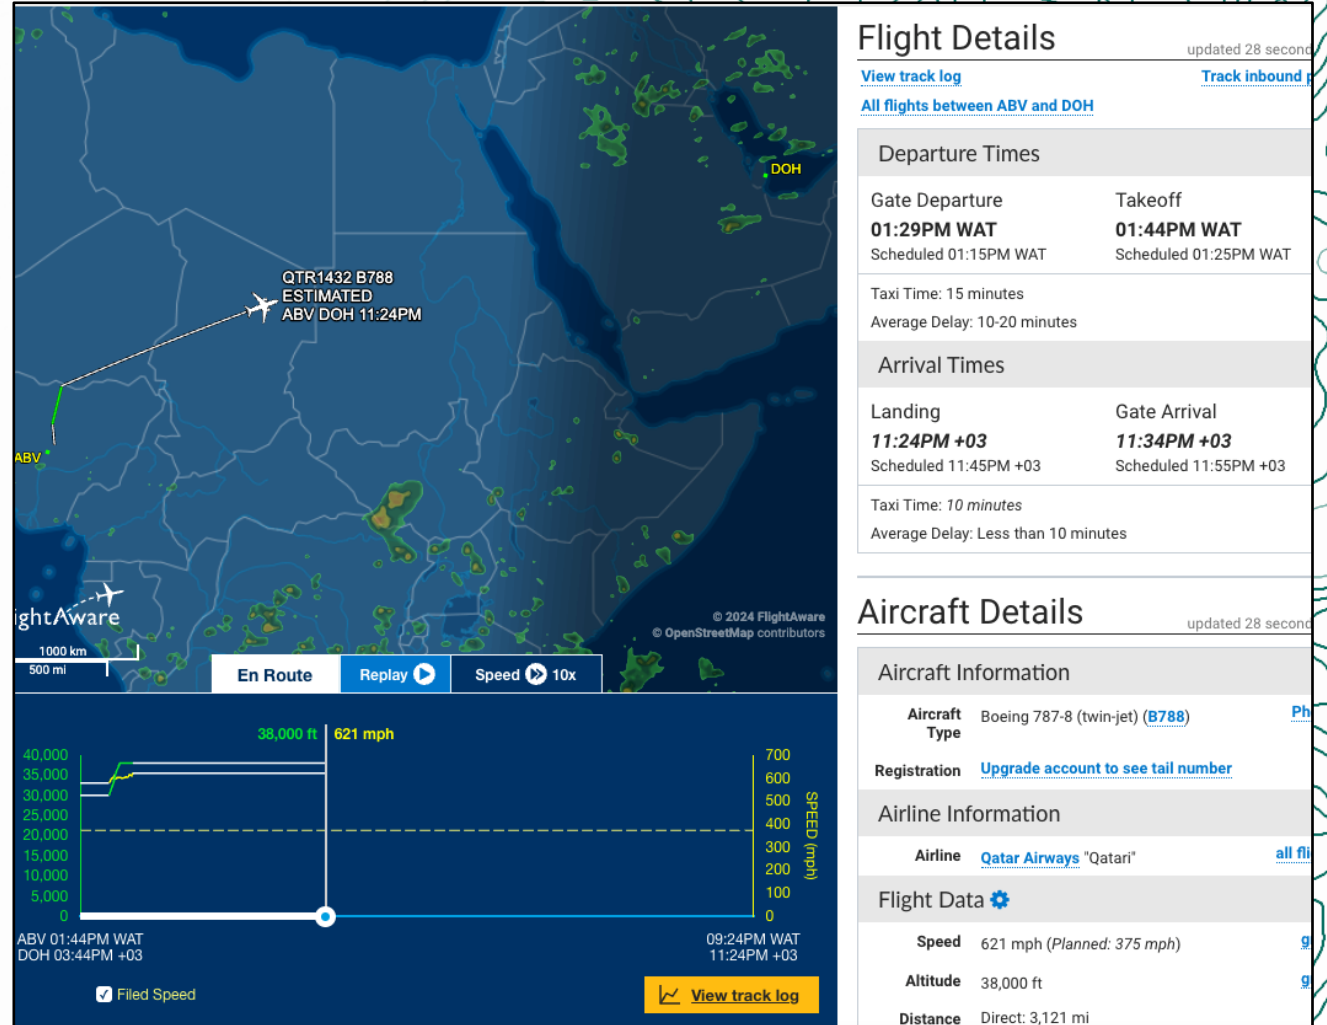 DOH
QTR1432 B788
ESTIMATED
ABV DOH 11:24PM
ABV
ightAware
1000 km
500 mi
© 2024 FlightAware
© OpenStreetMap contributors
En Route
Replay
Speed 10x
38,000 ft 621 mph
40,000
35,000
30,000
25,000
20,000
15,000
10,000
5,000
0
700
600
500
400
300
200
100
0
SPEED (mph)
ABV 01:44PM WAT
DOH 03:44PM +03
09:24PM WAT
11:24PM +03
Filed Speed
View track log
Flight Details
updated 28 second
View track log
Track inbound p
All flights between ABV and DOH
Departure Times
Gate Departure
01:29PM WAT
Scheduled 01:15PM WAT
Takeoff
01:44PM WAT
Scheduled 01:25PM WAT
Taxi Time: 15 minutes
Average Delay: 10-20 minutes
Arrival Times
Landing
11:24PM +03
Scheduled 11:45PM +03
Gate Arrival
11:34PM +03
Scheduled 11:55PM +03
Taxi Time: 10 minutes
Average Delay: Less than 10 minutes
Aircraft Details
updated 28 second
Aircraft Information
Aircraft Type
Boeing 787-8 (twin-jet) (B788)
Ph
Registration
Upgrade account to see tail number
Airline Information
Airline
Qatar Airways "Qatari"
all fli
Flight Data
Speed
621 mph (Planned: 375 mph)
g
Altitude
38,000 ft
g
Distance
Direct: 3,121 mi